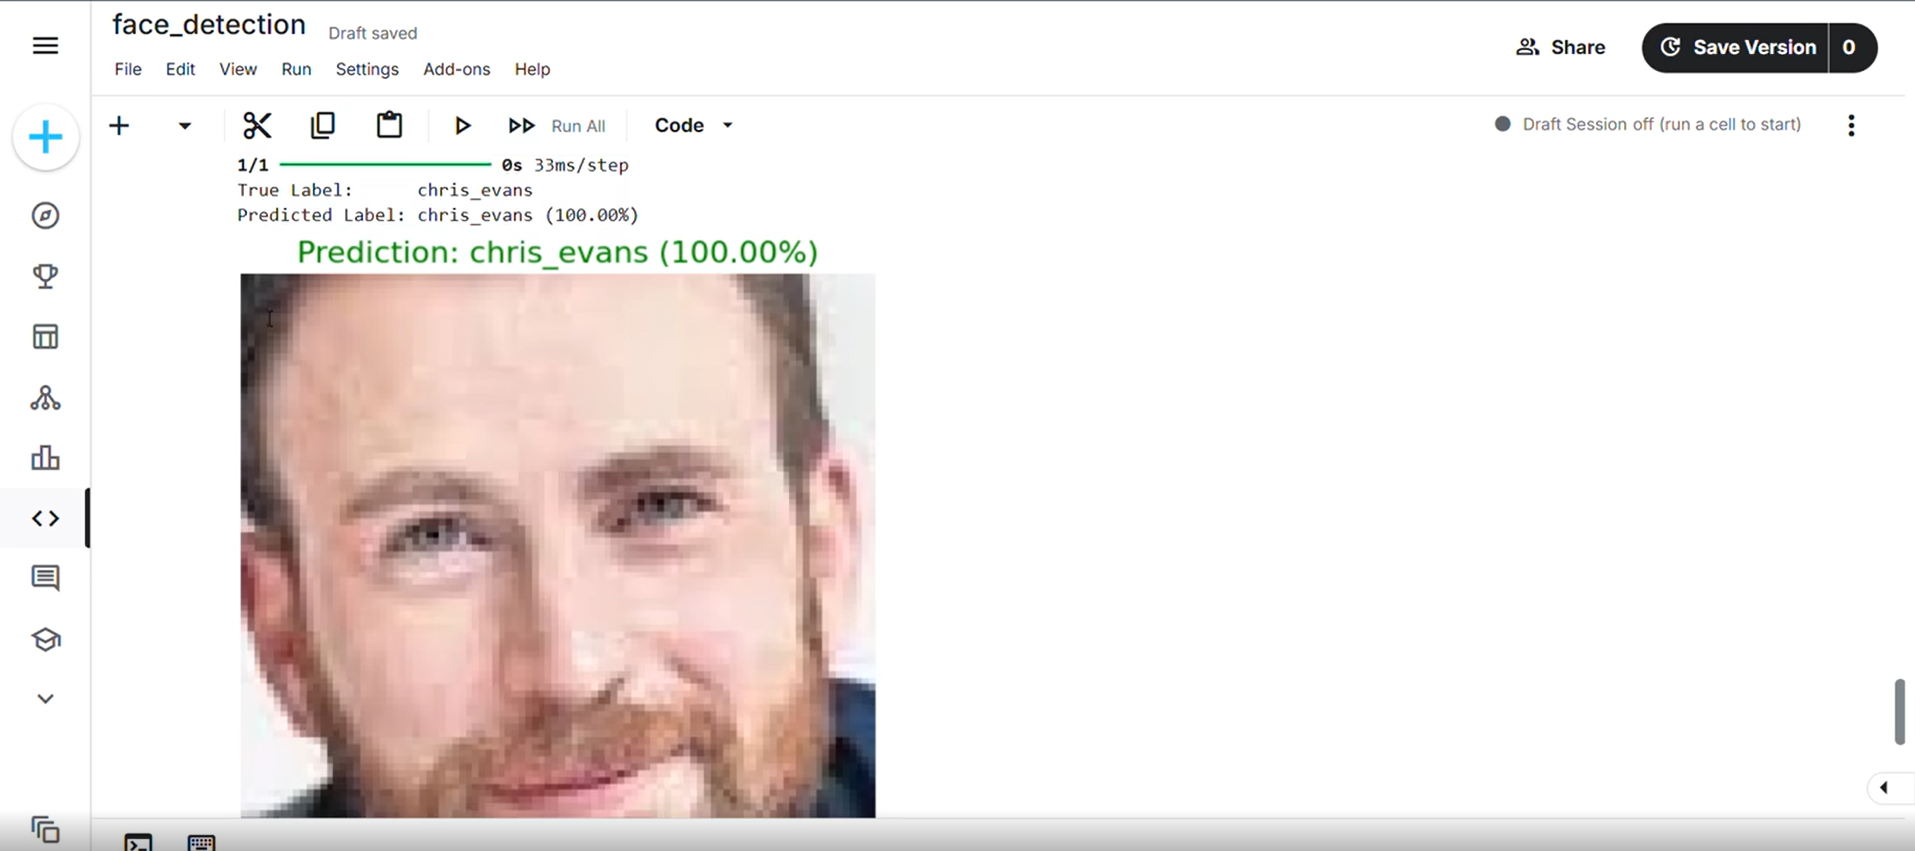 face_detection
Draft saved
Share
Save Version
0
File Edit View Run Settings Add-ons Help
Run All
Code
Draft Session off (run a cell to start)
1/1 0s 33ms/step
True Label: chris_evans
Predicted Label: chris_evans (100.00%)
Prediction: chris_evans (100.00%)